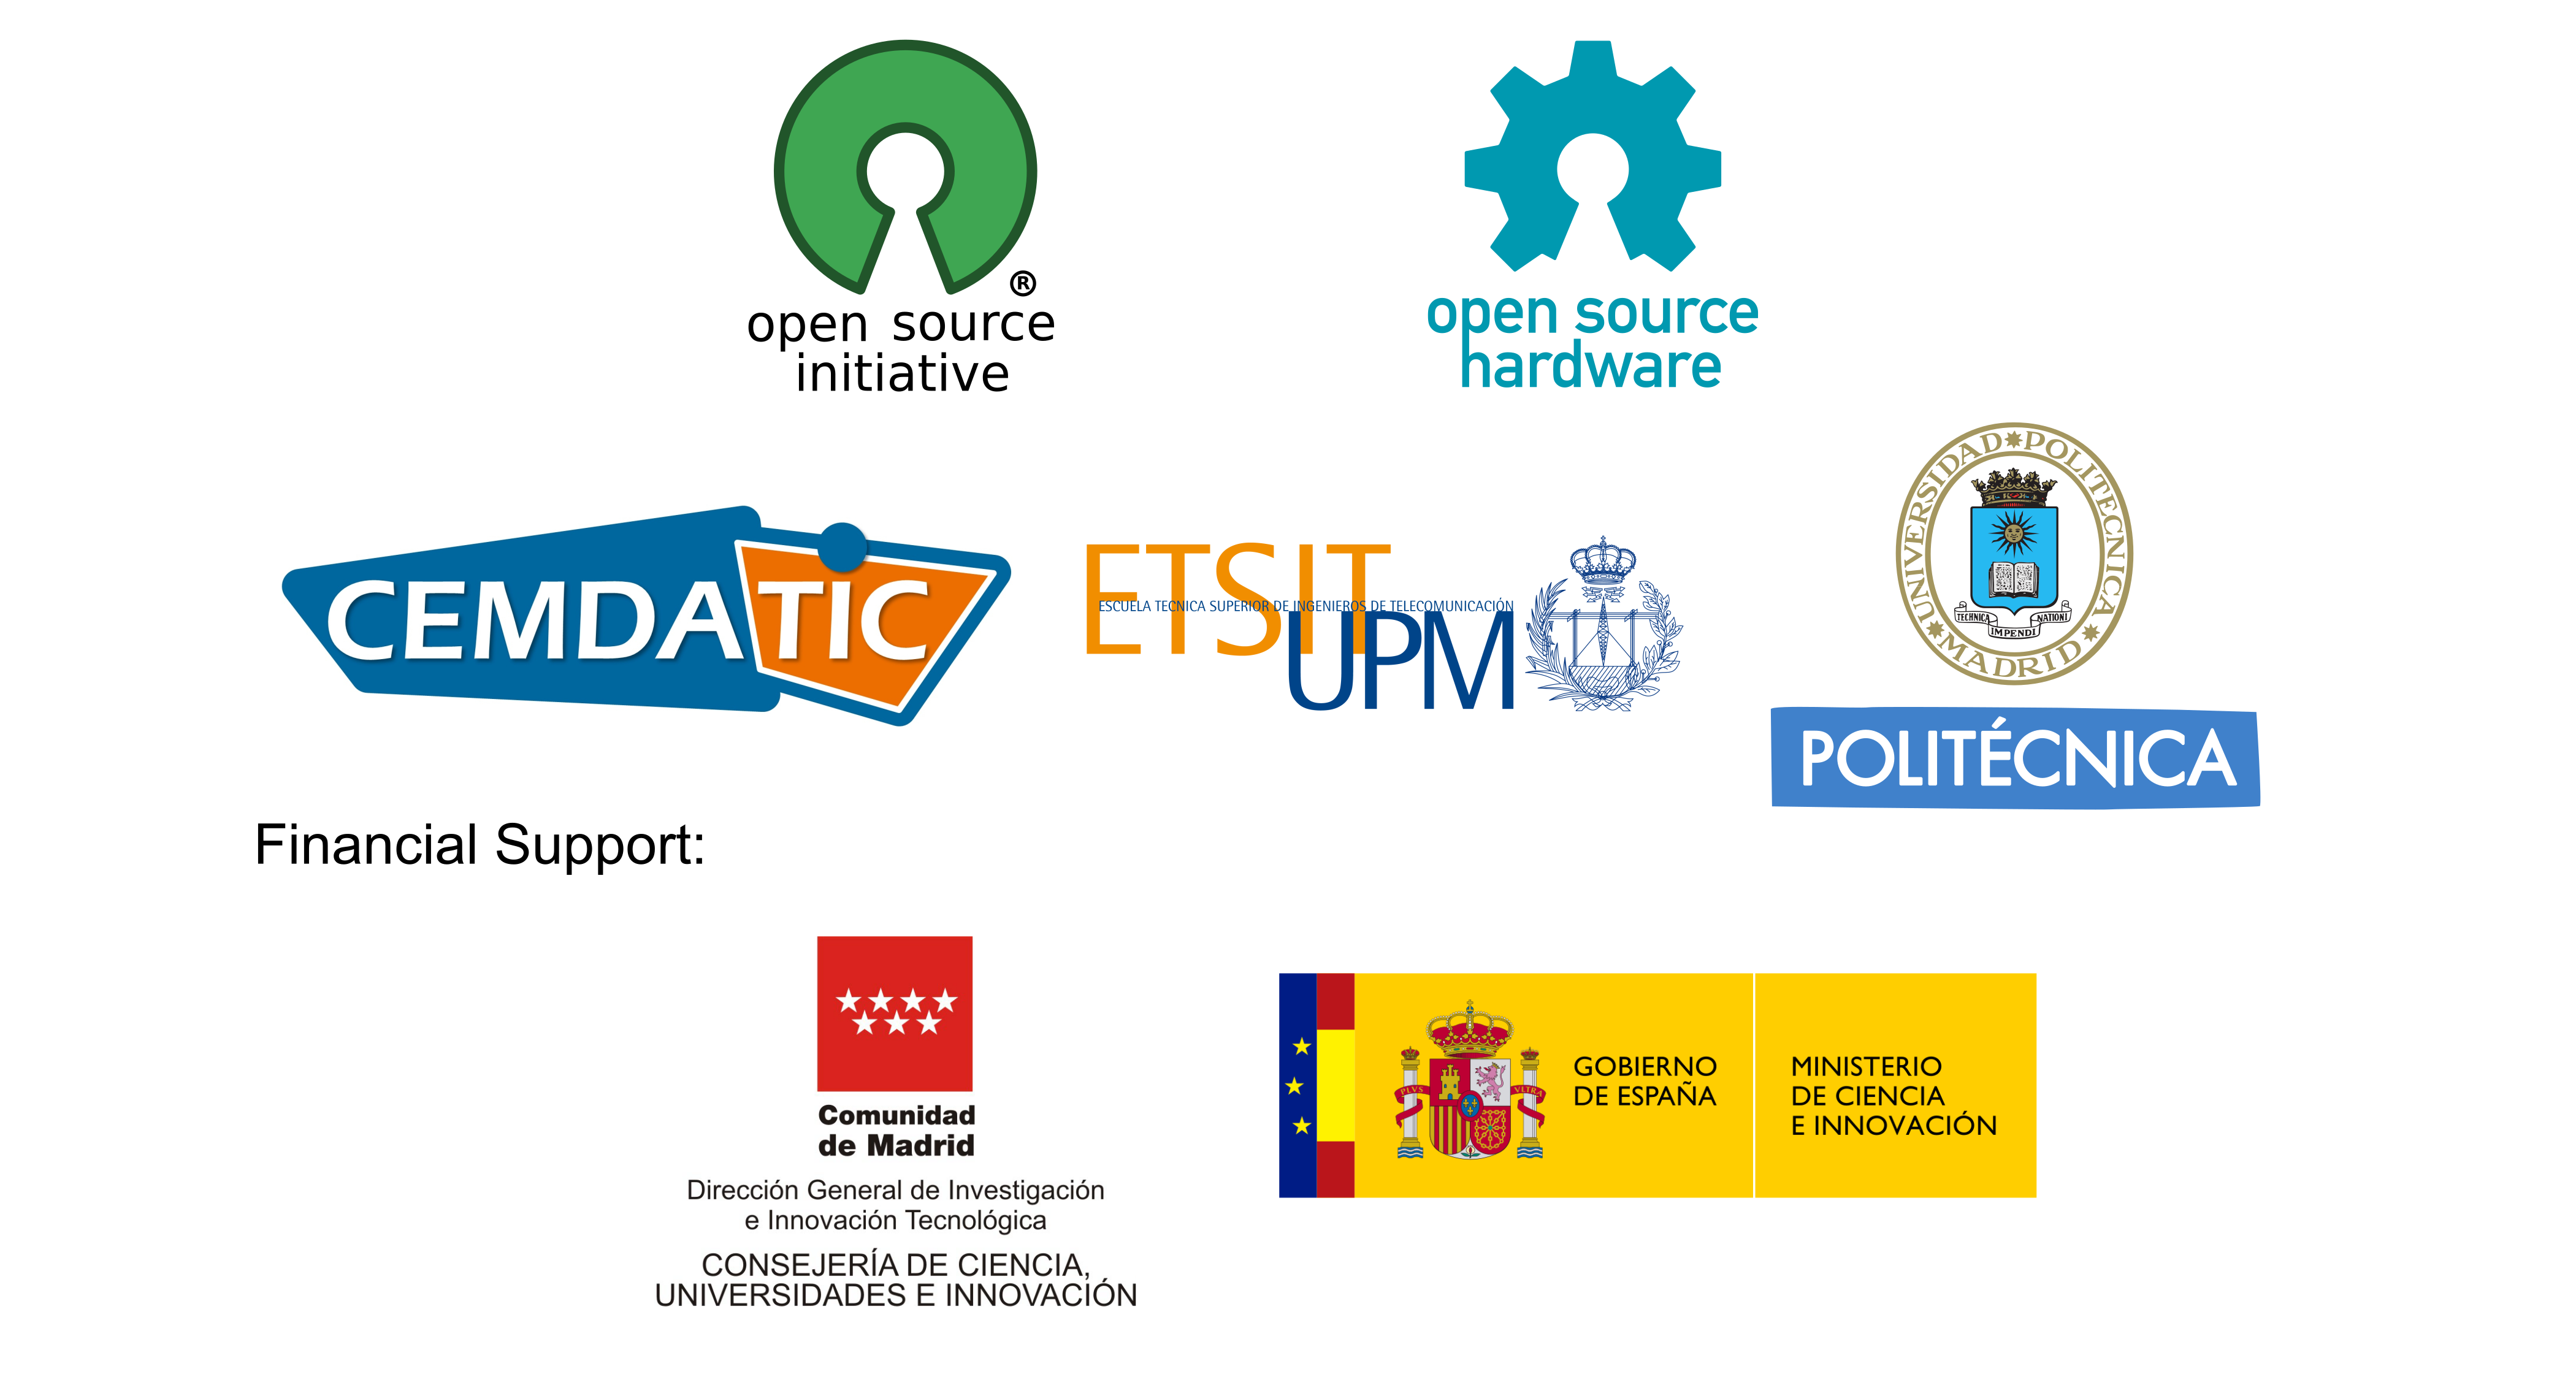 ®
open source
initiative
open source
hardware
CEMDATIC
ETSIT
ESCUELA TECNICA SUPERIOR DE INGENIEROS DE TELECOMUNICACIÓN
UPM
UNIVERSIDAD POLITECNICA
MADRID
TECHNICA IMPENDI NATIONI
POLITÉCNICA
Financial Support:
Comunidad
de Madrid
Dirección General de Investigación
e Innovación Tecnológica
CONSEJERÍA DE CIENCIA,
UNIVERSIDADES E INNOVACIÓN
PLVS VLTRA
GOBIERNO
DE ESPAÑA
MINISTERIO
DE CIENCIA
E INNOVACIÓN